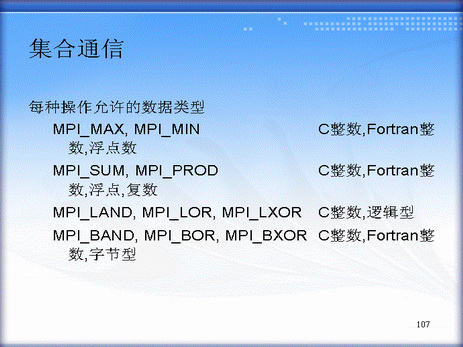 集合通信
每种操作允许的数据类型
MPI_MAX, MPI_MIN C整数,Fortran整
数,浮点数
MPI_SUM, MPI_PROD C整数,Fortran整
数,浮点,复数
MPI_LAND, MPI_LOR, MPI_LXOR C整数,逻辑型
MPI_BAND, MPI_BOR, MPI_BXOR C整数,Fortran整
数,字节型
107